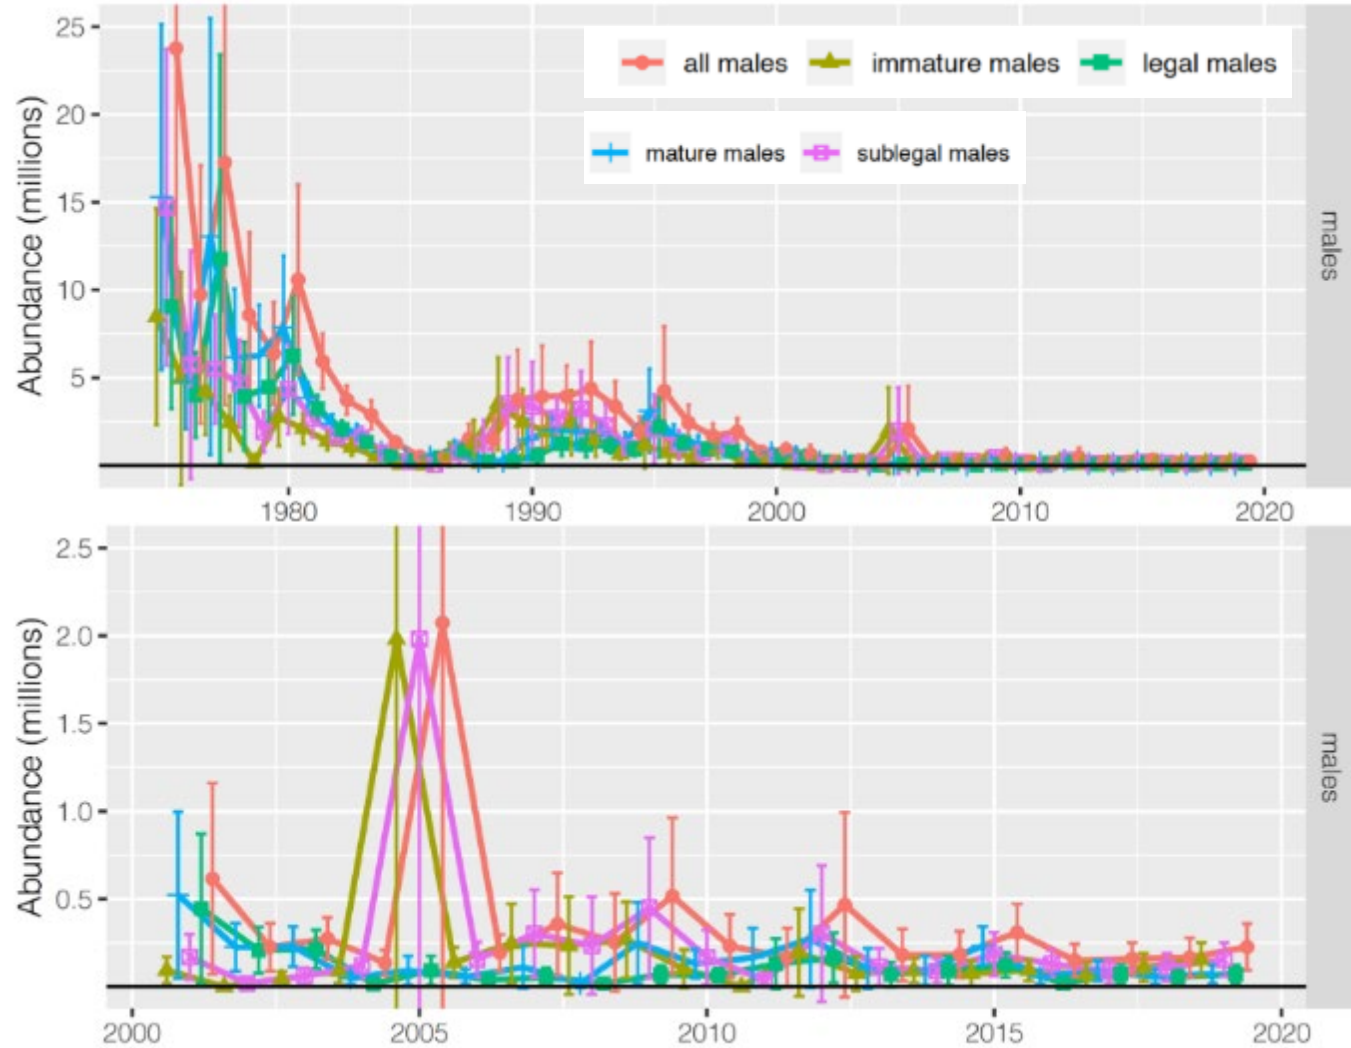 25
all males immature males legal males
20
mature males sublegal males
15
10
5
Abundance (millions)
males
1980 1990 2000 2010 2020
2.5
2.0
1.5
1.0
0.5
Abundance (millions)
males
2000 2005 2010 2015 2020